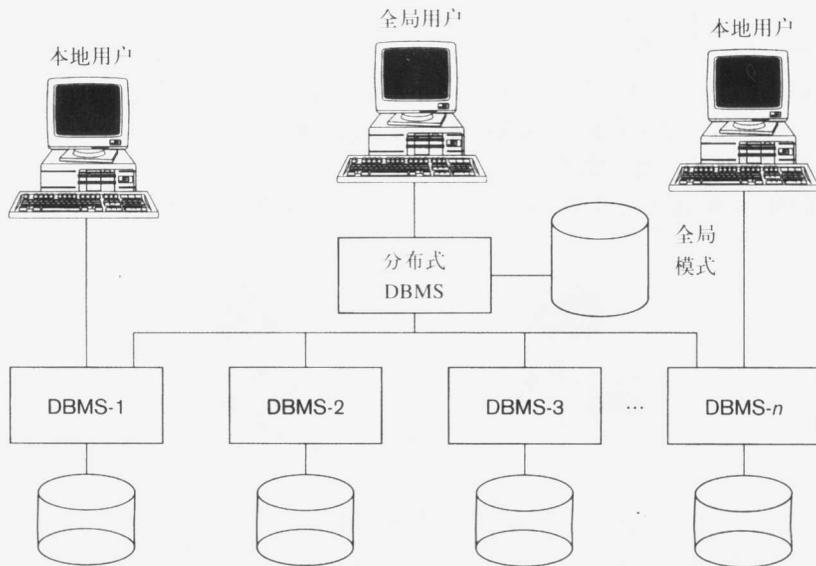 全局用户
本地用户
本地用户
分布式
DBMS
全局
模式
DBMS-1
DBMS-2
DBMS-3
…
DBMS-n